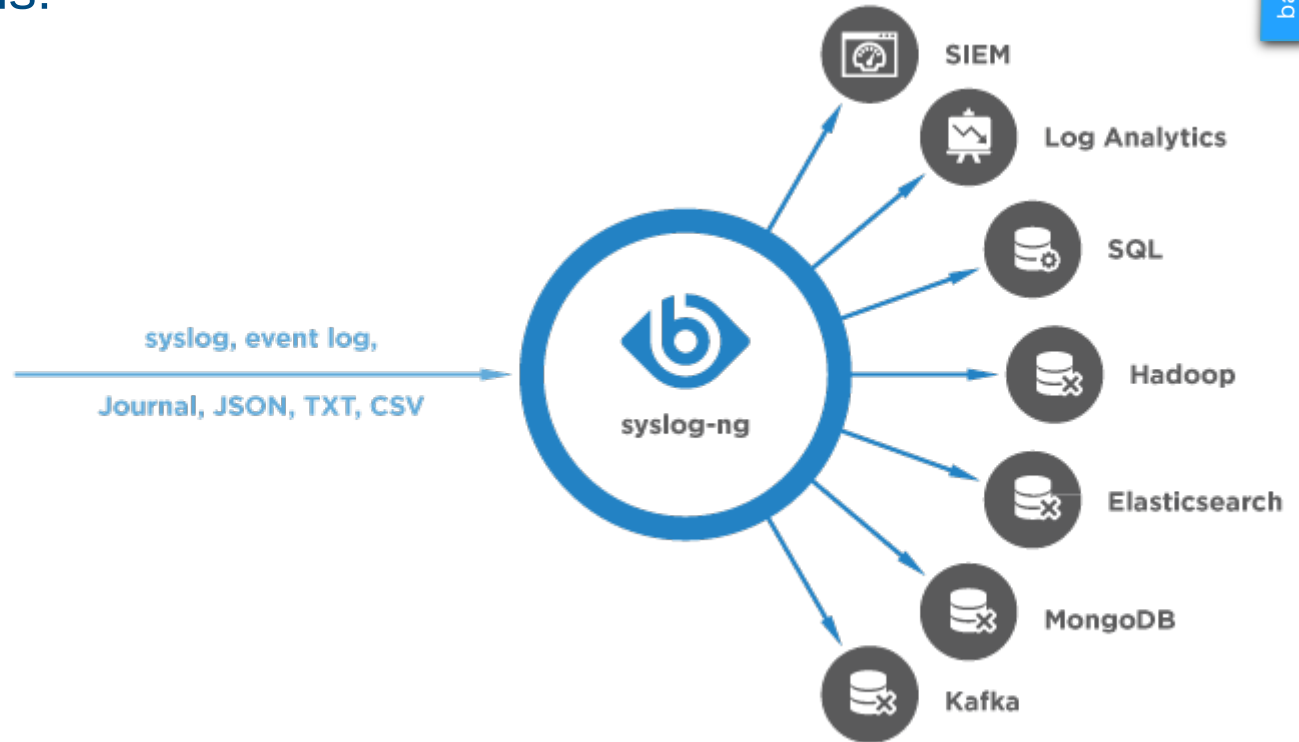 SIEM
Log Analytics
SQL
syslog, event log,
Journal, JSON, TXT, CSV
syslog-ng
Hadoop
Elasticsearch
MongoDB
Kafka